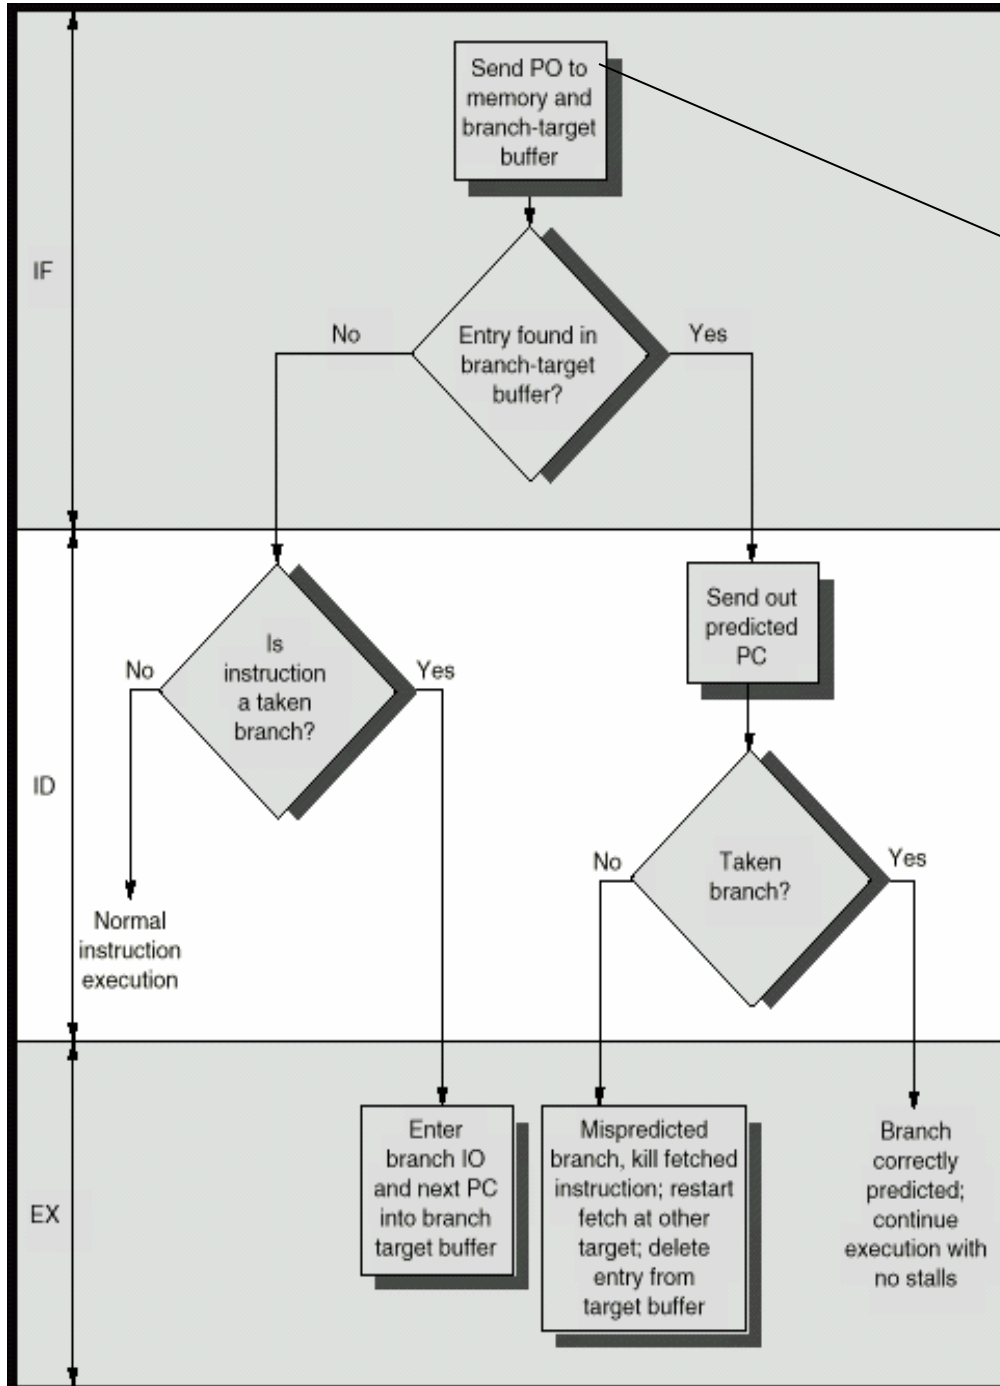 Send PO to
memory and
branch-target
buffer
IF
No
Entry found in
branch-target
buffer?
Yes
Send out
predicted
PC
Is
instruction
a taken
branch?
No
Yes
ID
Taken
branch?
No
Yes
Normal
instruction
execution
EX
Enter
branch IO
and next PC
into branch
target buffer
Mispredicted
branch, kill fetched
instruction; restart
fetch at other
target; delete
entry from
target buffer
Branch
correctly
predicted;
continue
execution with
no stalls